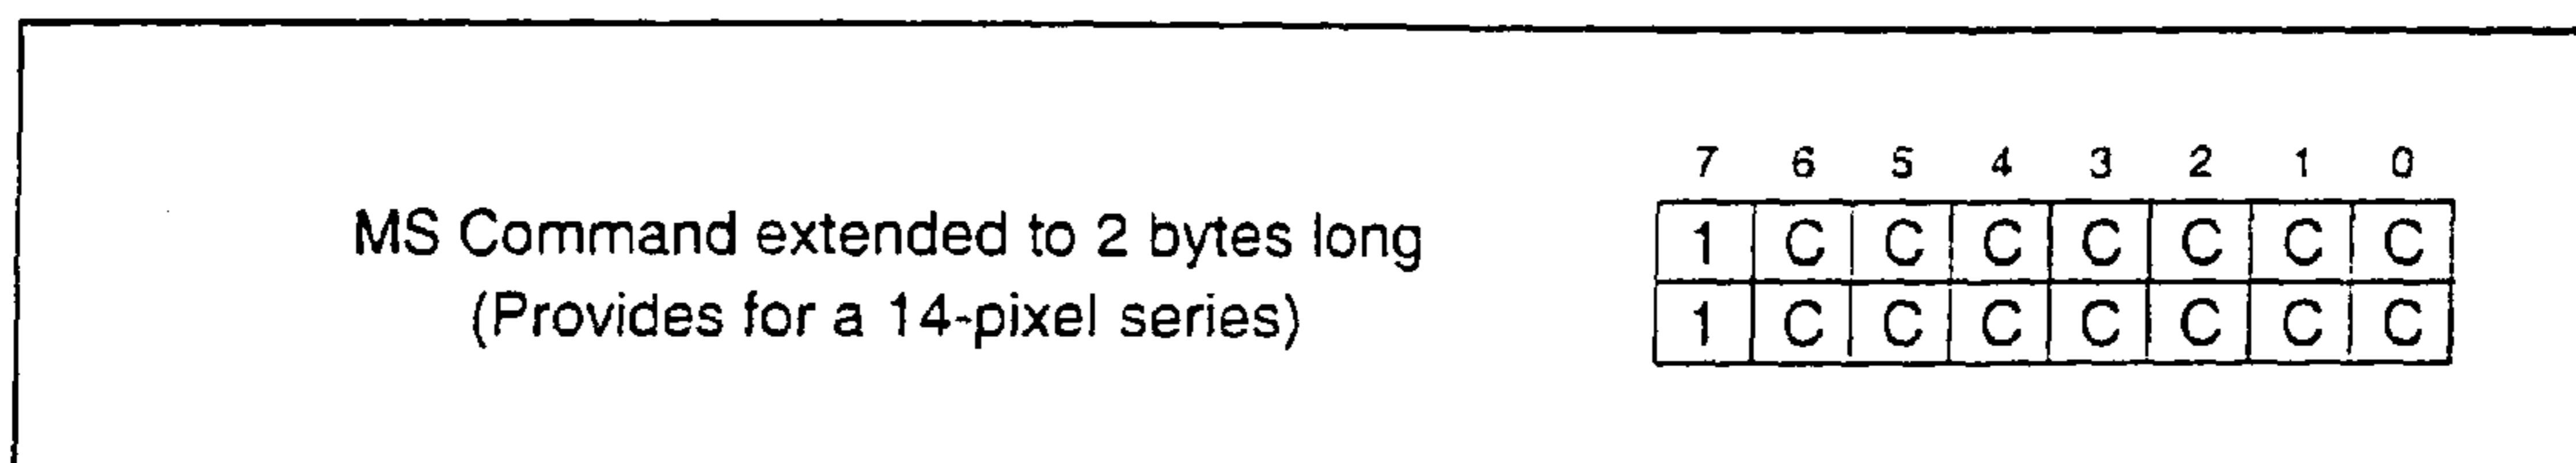 7 6 5 4 3 2 1 0
MS Command extended to 2 bytes long
1 C C C C C C C
(Provides for a 14-pixel series)
1 C C C C C C C